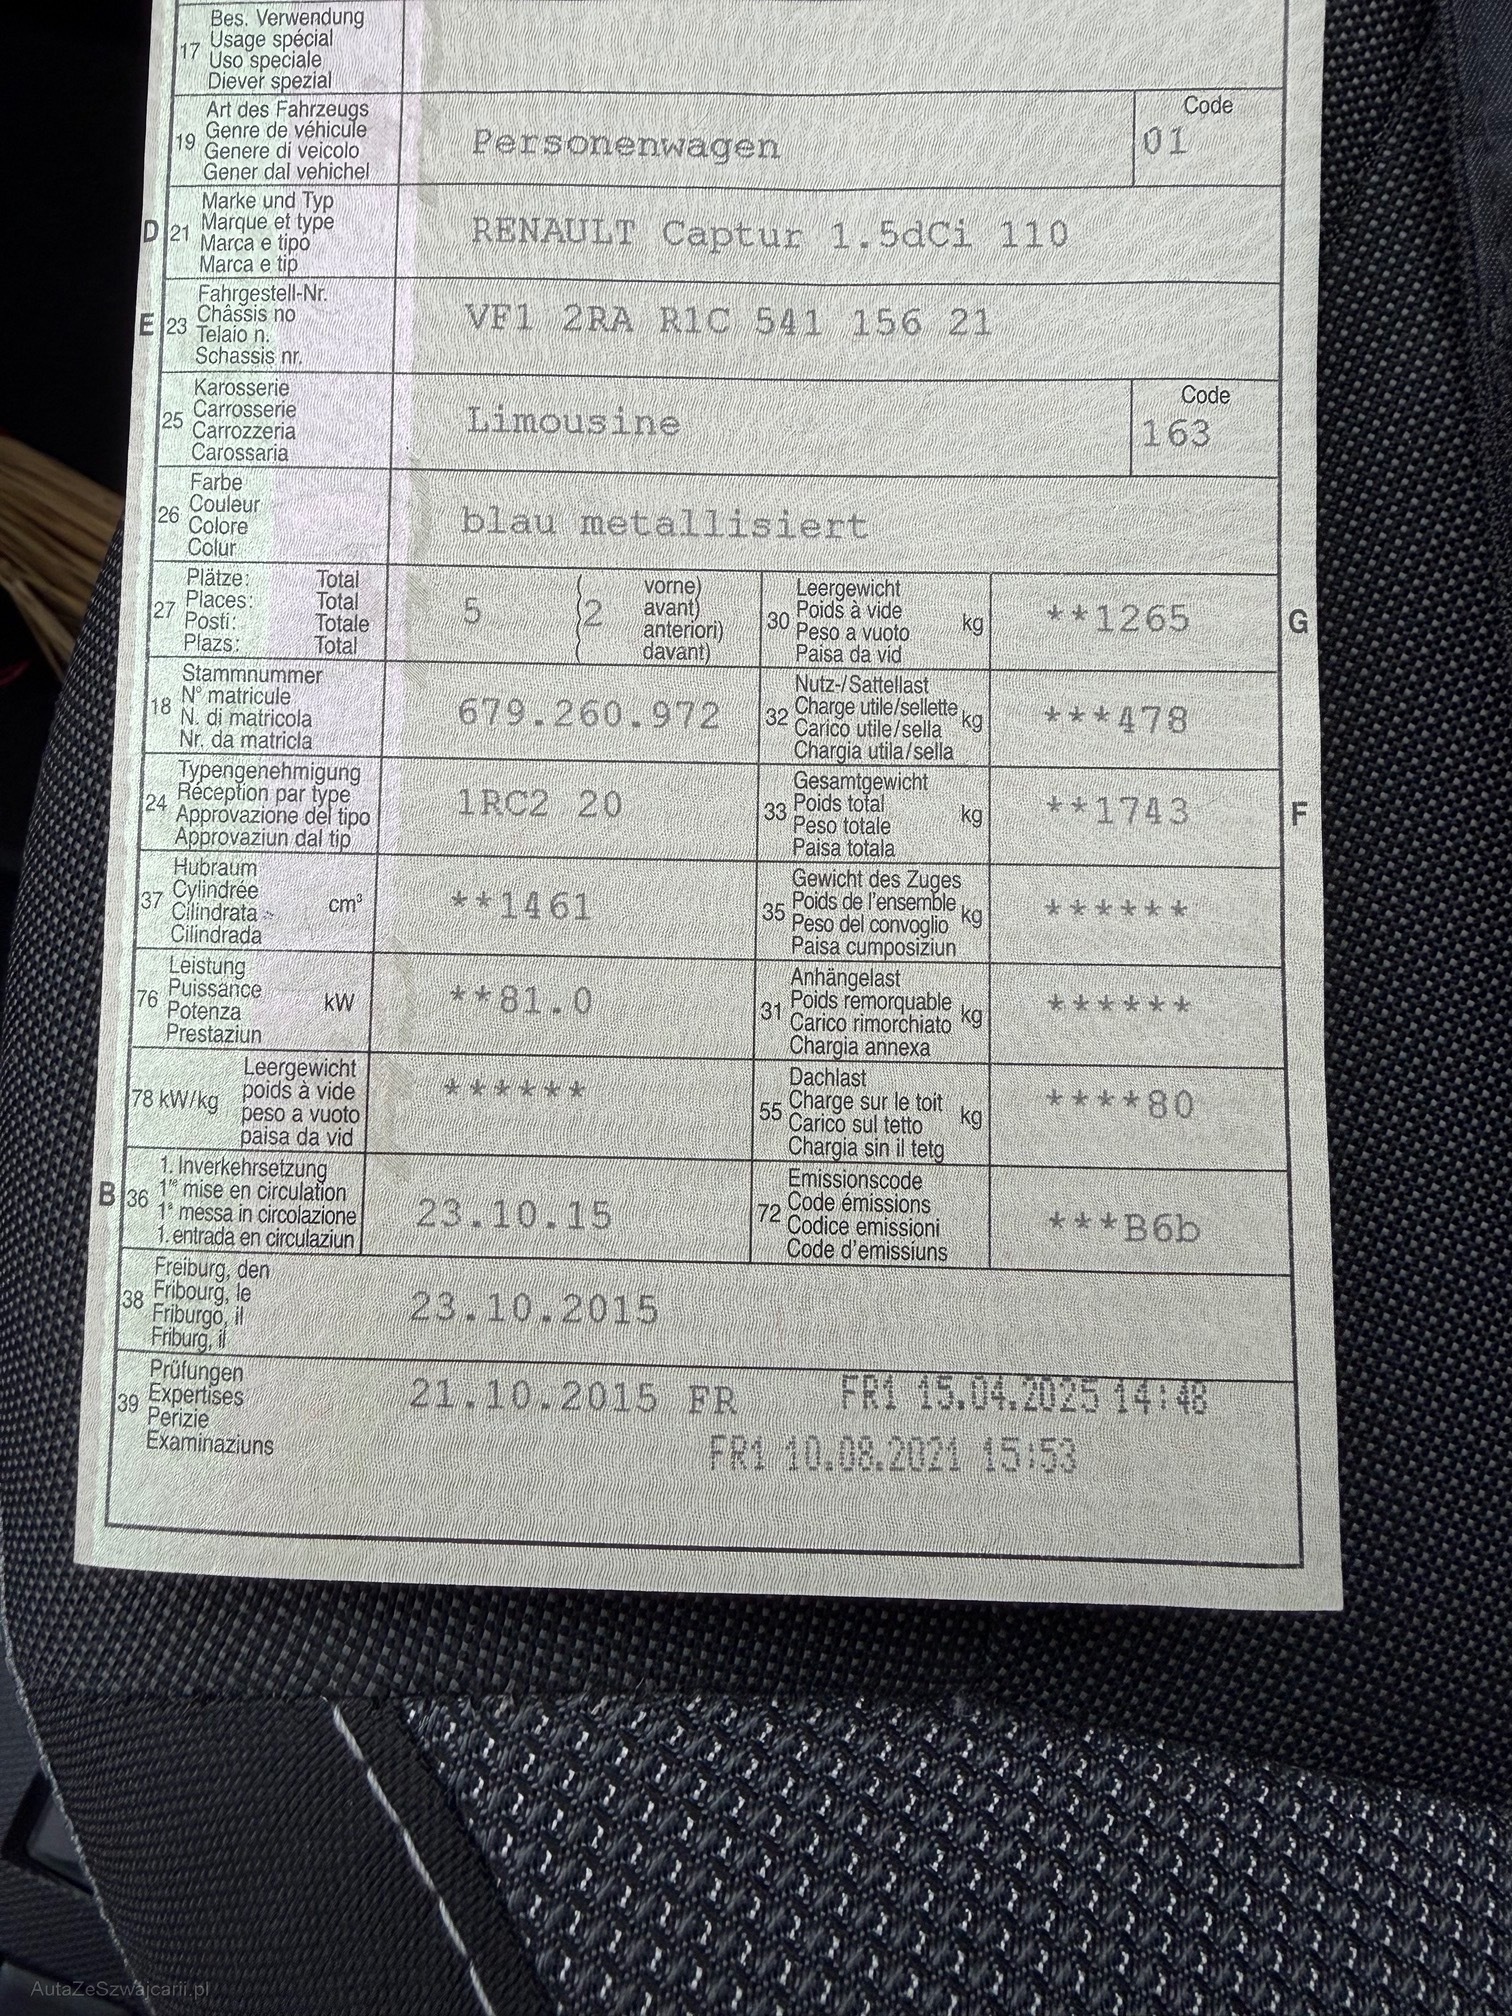 17 Bes. Verwendung
Usage spécial
Uso speciale
Diever spezial
19 Art des Fahrzeugs
Genre de véhicule
Genere di veicolo
Gener dal vehichel
Personenwagen
Code
01
D 21 Marke und Typ
Marque et type
Marca e tipo
Marca e tip
RENAULT Captur 1.5dCi 110
E 23 Fahrgestell-Nr.
Châssis no
Telaio n.
Schassis nr.
VF1 2RA R1C 541 156 21
25 Karosserie
Carrosserie
Carrozzeria
Carossaria
Limousine
Code
163
26 Farbe
Couleur
Colore
Colur
blau metallisiert
27 Plätze: Total
Places: Total
Posti: Totale
Plazs: Total
5 (2 vorne)
avant)
anteriori)
davant)
30 Leergewicht
Poids à vide
Peso a vuoto
Paisa da vid
kg **1265 G
18 Stammnummer
N° matricule
N. di matricola
Nr. da matricla
679.260.972
32 Nutz-/Sattellast
Charge utile/sellette
Carico utile/sella
Chargia utila/sella
kg ***478
24 Typengenehmigung
Réception par type
Approvazione del tipo
Approvaziun dal tip
1RC2 20
33 Gesamtgewicht
Poids total
Peso totale
Paisa totala
kg **1743 F
37 Hubraum
Cylindrée
Cilindrata
Cilindrada
cm³ **1461
35 Gewicht des Zuges
Poids de l'ensemble
Peso del convoglio
Paisa cumposiziun
kg ******
76 Leistung
Puissance
Potenza
Prestaziun
kW **81.0
31 Anhängelast
Poids remorquable
Carico rimorchiato
Chargia annexa
kg ******
78 kW/kg Leergewicht
poids à vide
peso a vuoto
paisa da vid
******
55 Dachlast
Charge sur le toit
Carico sul tetto
Chargia sin il tetg
kg ****80
B 36 1. Inverkehrsetzung
1re mise en circulation
1a messa in circolazione
1. entrada en circulaziun
23.10.15
72 Emissionscode
Code émissions
Codice emissioni
Code d'emissiuns
***B6b
38 Freiburg, den
Fribourg, le
Friburgo, il
Friburg, il
23.10.2015
39 Prüfungen
Expertises
Perizie
Examinaziuns
21.10.2015 FR FR1 15.04.2025 14:48
FR1 10.08.2021 15:53
AutaZeSzwajcarii.pl